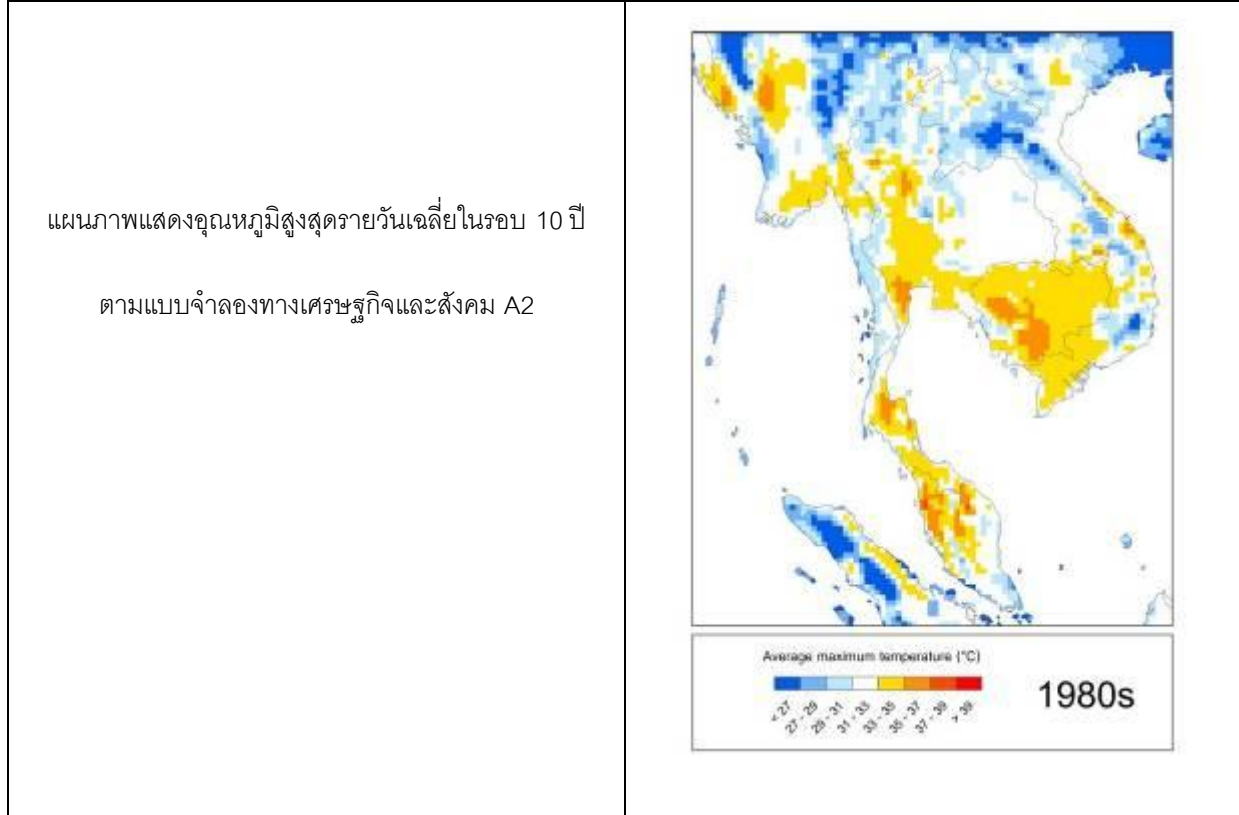 แผนภาพแสดงอุณหภูมิสูงสุดรายวันเฉลี่ยในรอบ 10 ปี
ตามแบบจำลองทางเศรษฐกิจและสังคม A2
Average maximum temperature (°C)
< 27
27 - 29
29 - 31
31 - 33
33 - 35
35 - 37
37 - 39
> 39
1980s